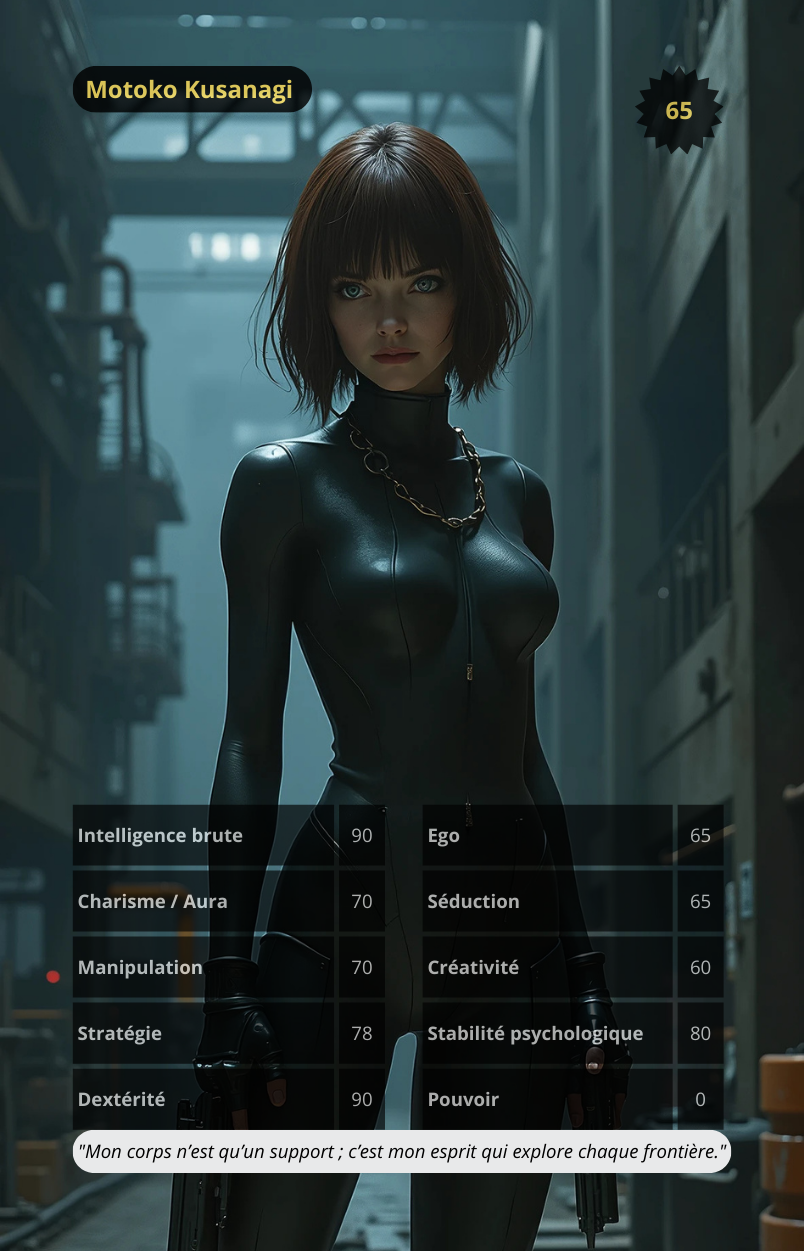 Motoko Kusanagi
65
Intelligence brute 90
Ego 65
Charisme / Aura 70
Séduction 65
Manipulation 70
Créativité 60
Stratégie 78
Stabilité psychologique 80
Dextérité 90
Pouvoir 0
"Mon corps n’est qu’un support ; c’est mon esprit qui explore chaque frontière."